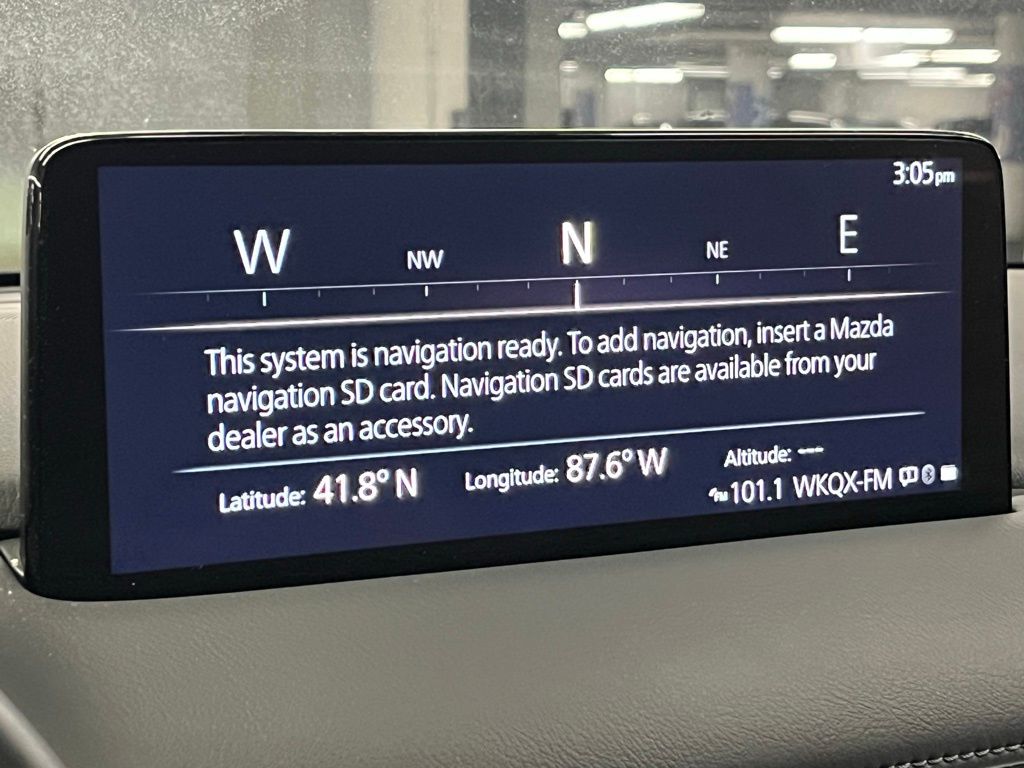 3:05pm
W NW N NE E
This system is navigation ready. To add navigation, insert a Mazda
navigation SD card. Navigation SD cards are available from your
dealer as an accessory.
Latitude: 41.8° N Longitude: 87.6° W Altitude: ---
FM 101.1 WKQX-FM